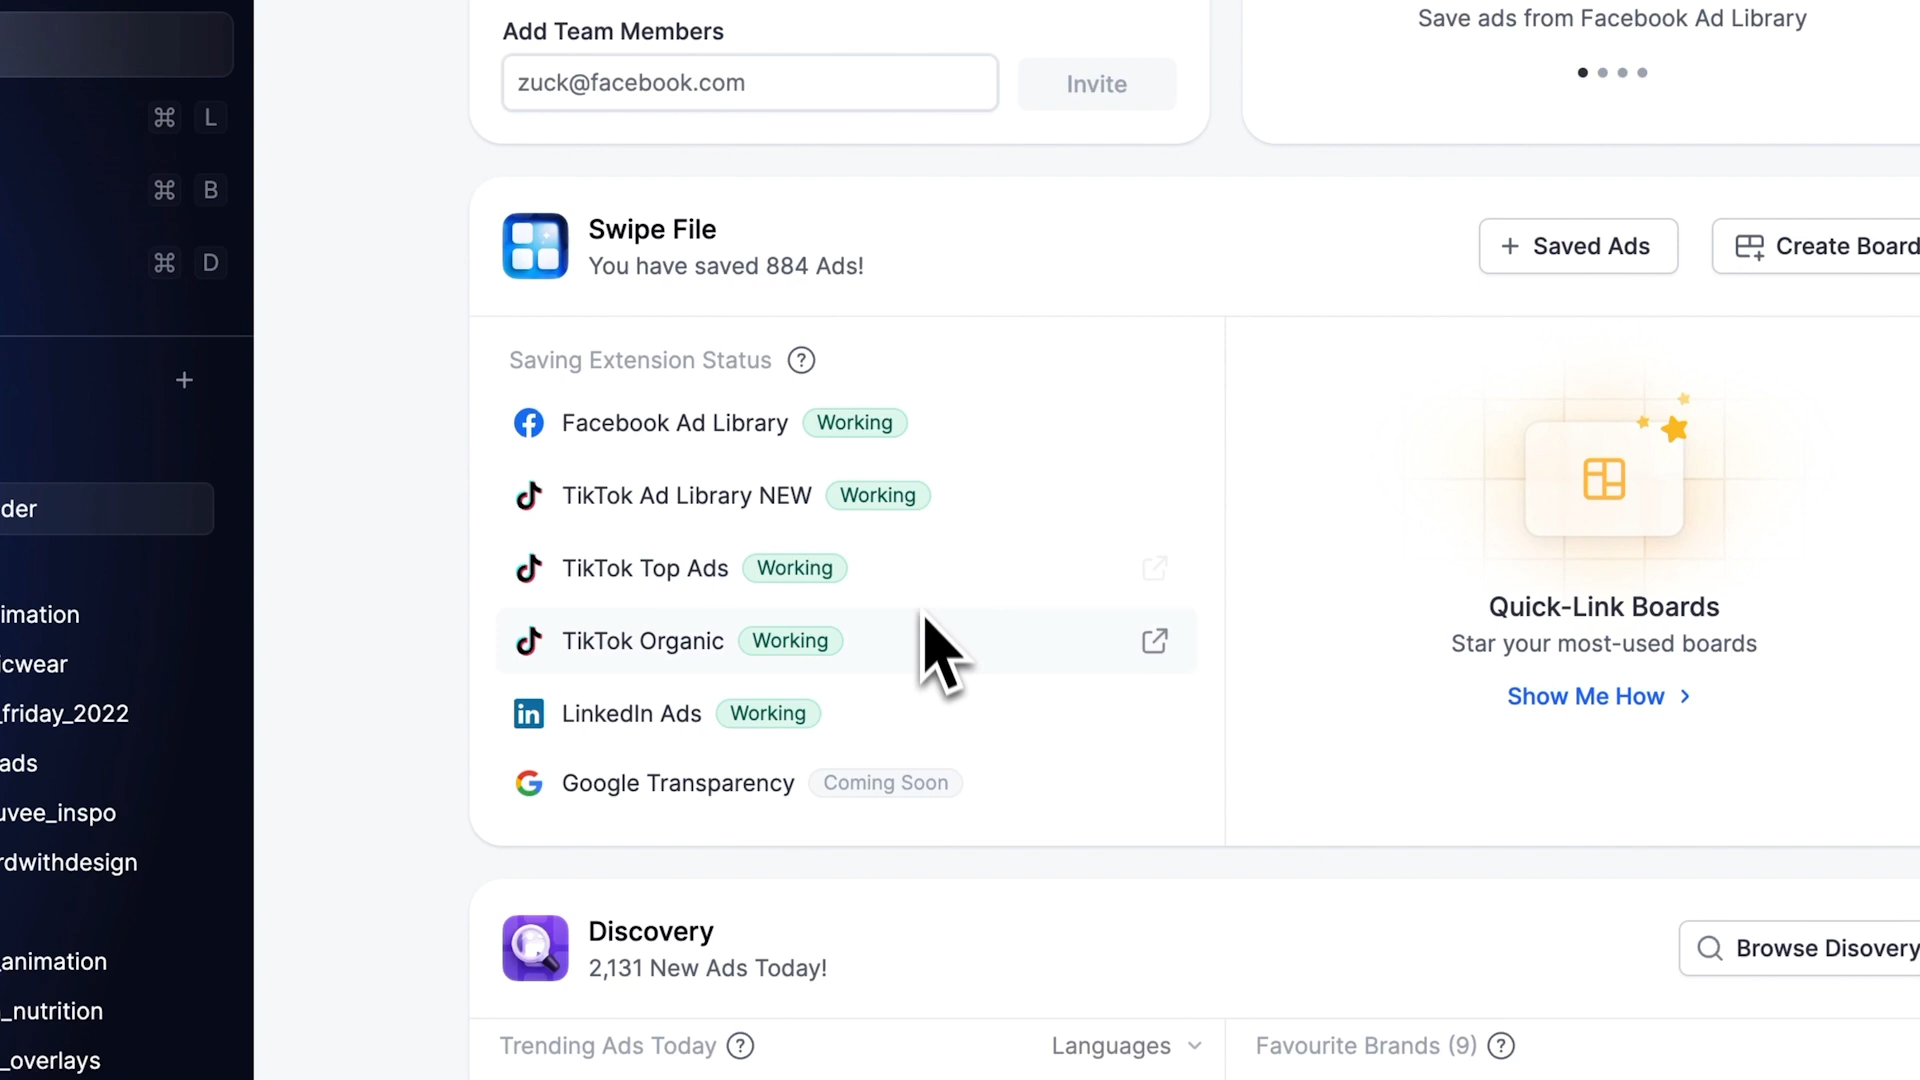 Add Team Members
zuck@facebook.com
Invite
Save ads from Facebook Ad Library
⌘ L
⌘ B
⌘ D
+
der
imation
icwear
_friday_2022
ads
uvee_inspo
rdwithdesign
_animation
_nutrition
_overlays
Swipe File
You have saved 884 Ads!
+ Saved Ads
Create Board
Saving Extension Status ?
Facebook Ad Library Working
TikTok Ad Library NEW Working
TikTok Top Ads Working
TikTok Organic Working
in LinkedIn Ads Working
Google Transparency Coming Soon
Quick-Link Boards
Star your most-used boards
Show Me How
Discovery
2,131 New Ads Today!
Browse Disovery
Trending Ads Today ?
Languages
Favourite Brands (9) ?